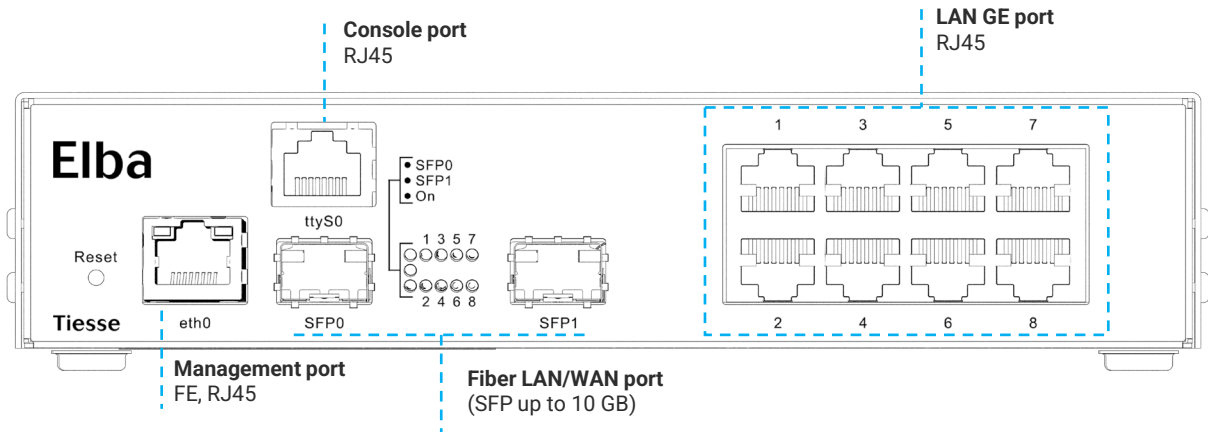 Console port
RJ45
LAN GE port
RJ45
Elba
ttyS0
SFP0
SFP1
On
1 3 5 7
2 4 6 8
1 3 5 7
2 4 6 8
Reset
Tiesse
eth0
SFP0
SFP1
Management port
FE, RJ45
Fiber LAN/WAN port
(SFP up to 10 GB)